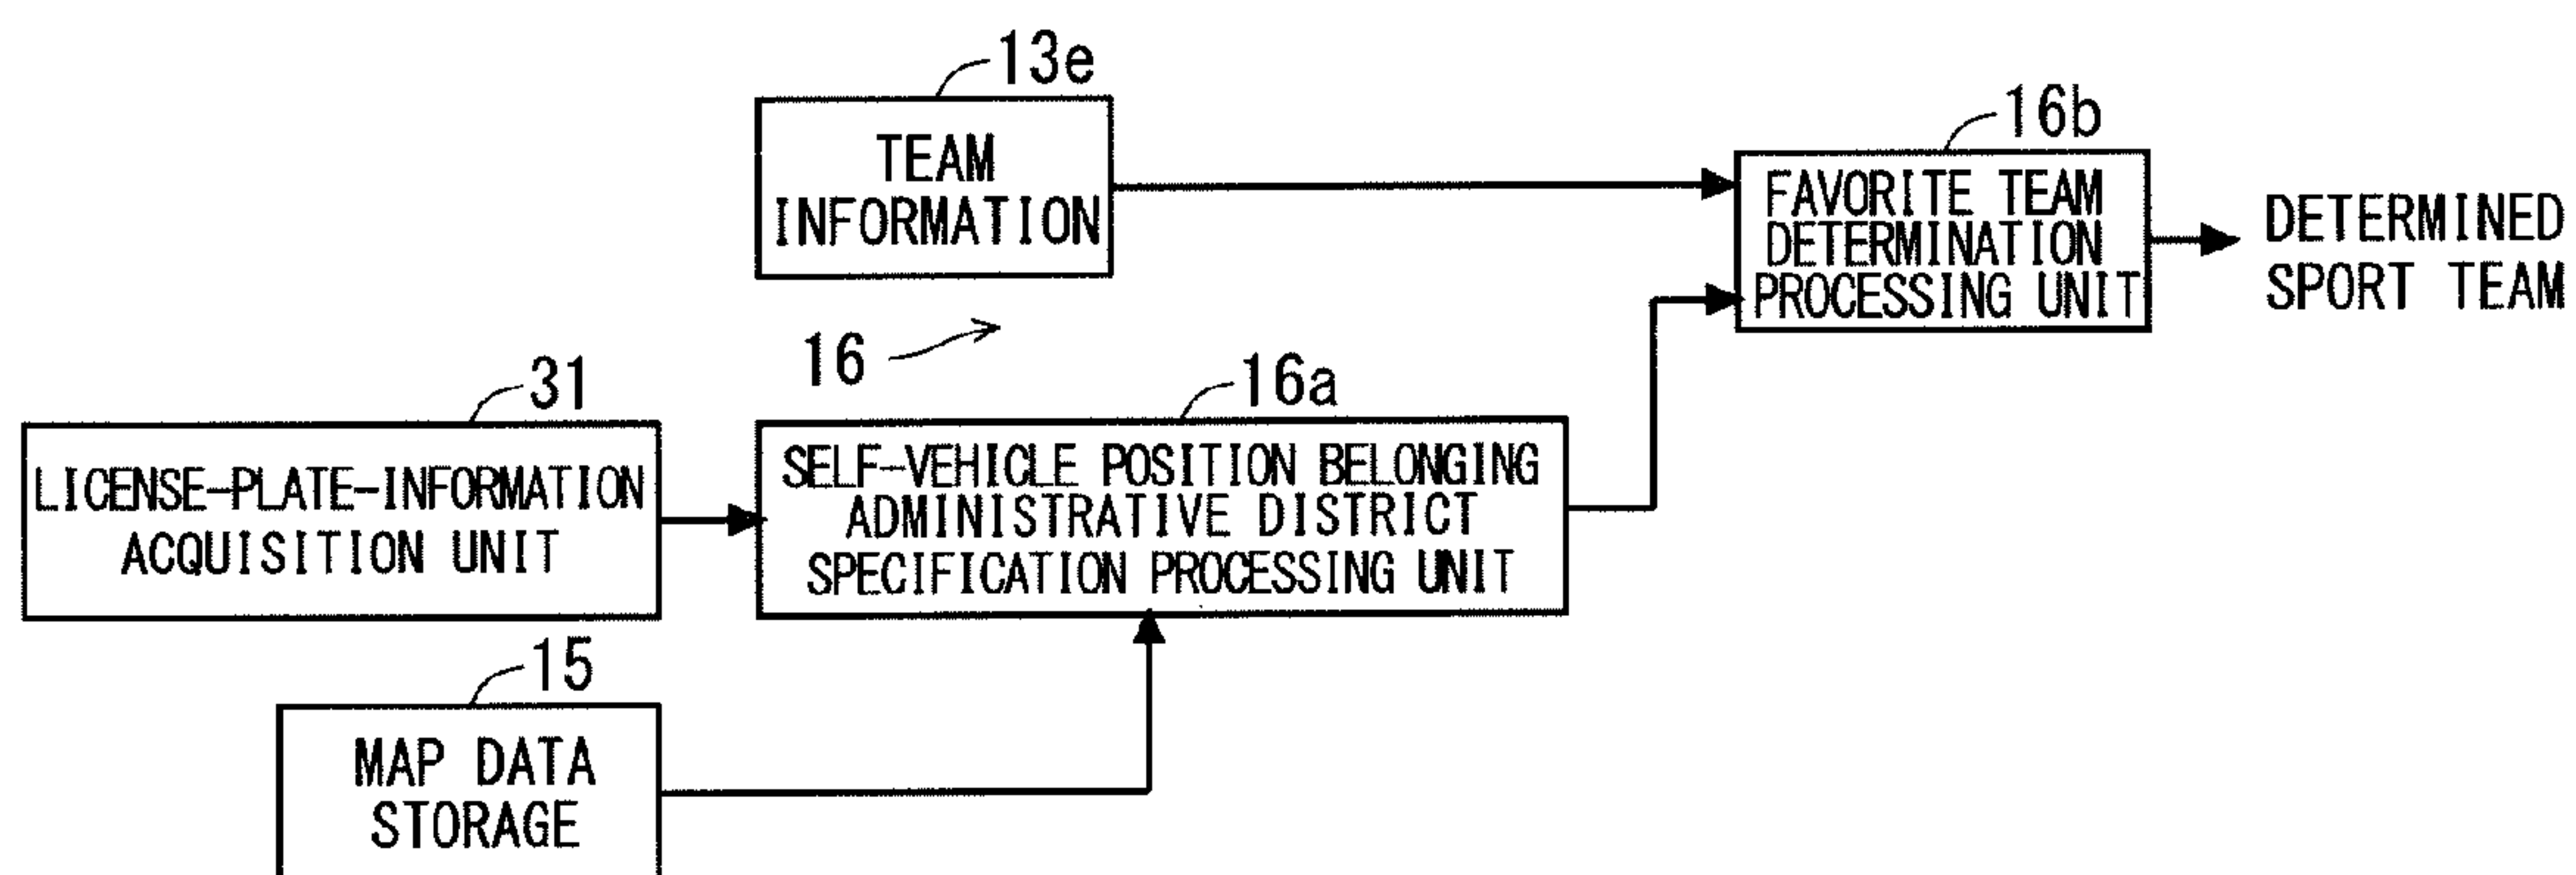 13e
TEAM
INFORMATION
16b
FAVORITE TEAM
DETERMINATION
PROCESSING UNIT
DETERMINED
SPORT TEAM
16
31
LICENSE-PLATE-INFORMATION
ACQUISITION UNIT
16a
SELF-VEHICLE POSITION BELONGING
ADMINISTRATIVE DISTRICT
SPECIFICATION PROCESSING UNIT
15
MAP DATA
STORAGE